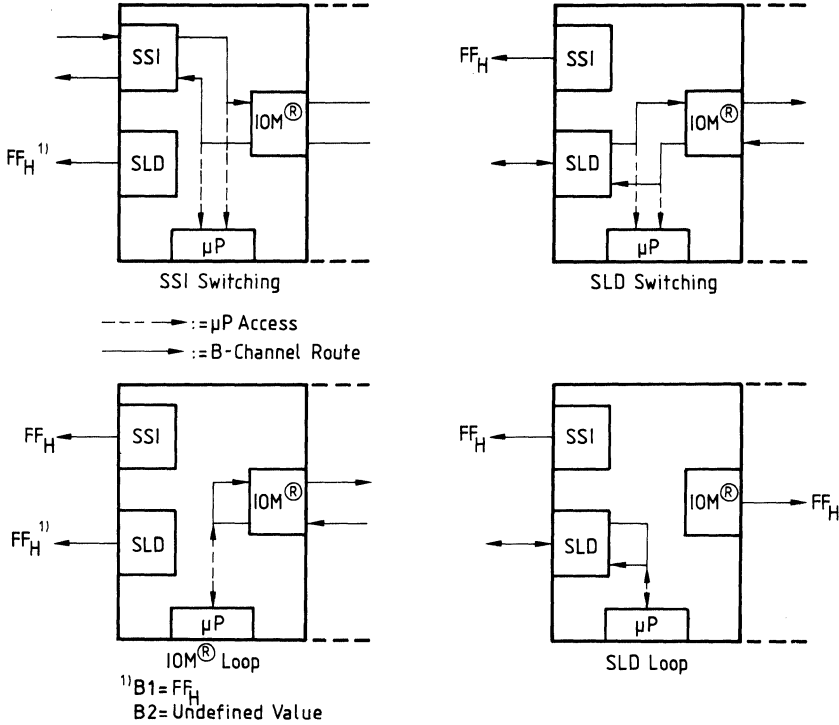 SSI
IOM®
FF_H 1)
SLD
µP
SSI Switching
FF_H
SSI
IOM®
SLD
µP
SLD Switching
:=µP Access
:=B-Channel Route
FF_H
SSI
IOM®
FF_H 1)
SLD
µP
IOM® Loop
1)B1=FF_H
B2=Undefined Value
FF_H
SSI
IOM®
FF_H
SLD
µP
SLD Loop